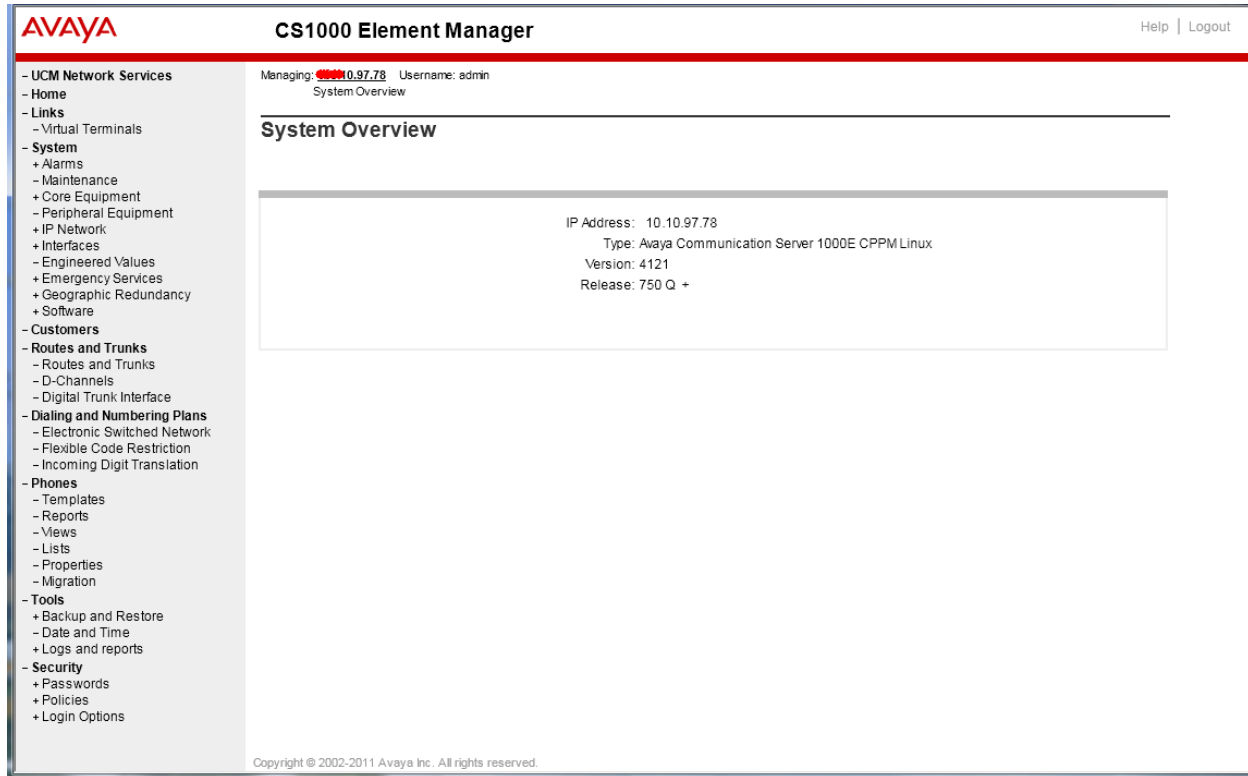 AVAYA
CS1000 Element Manager
Help | Logout
– UCM Network Services
– Home
– Links
– Virtual Terminals
– System
+ Alarms
– Maintenance
+ Core Equipment
– Peripheral Equipment
+ IP Network
+ Interfaces
– Engineered Values
+ Emergency Services
+ Geographic Redundancy
+ Software
– Customers
– Routes and Trunks
– Routes and Trunks
– D-Channels
– Digital Trunk Interface
– Dialing and Numbering Plans
– Electronic Switched Network
– Flexible Code Restriction
– Incoming Digit Translation
– Phones
– Templates
– Reports
– Views
– Lists
– Properties
– Migration
– Tools
+ Backup and Restore
– Date and Time
+ Logs and reports
– Security
+ Passwords
+ Policies
+ Login Options
Managing: 0.97.78 Username: admin
System Overview
System Overview
IP Address: 10.10.97.78
Type: Avaya Communication Server 1000E CPPM Linux
Version: 4121
Release: 750 Q +
Copyright © 2002-2011 Avaya Inc. All rights reserved.